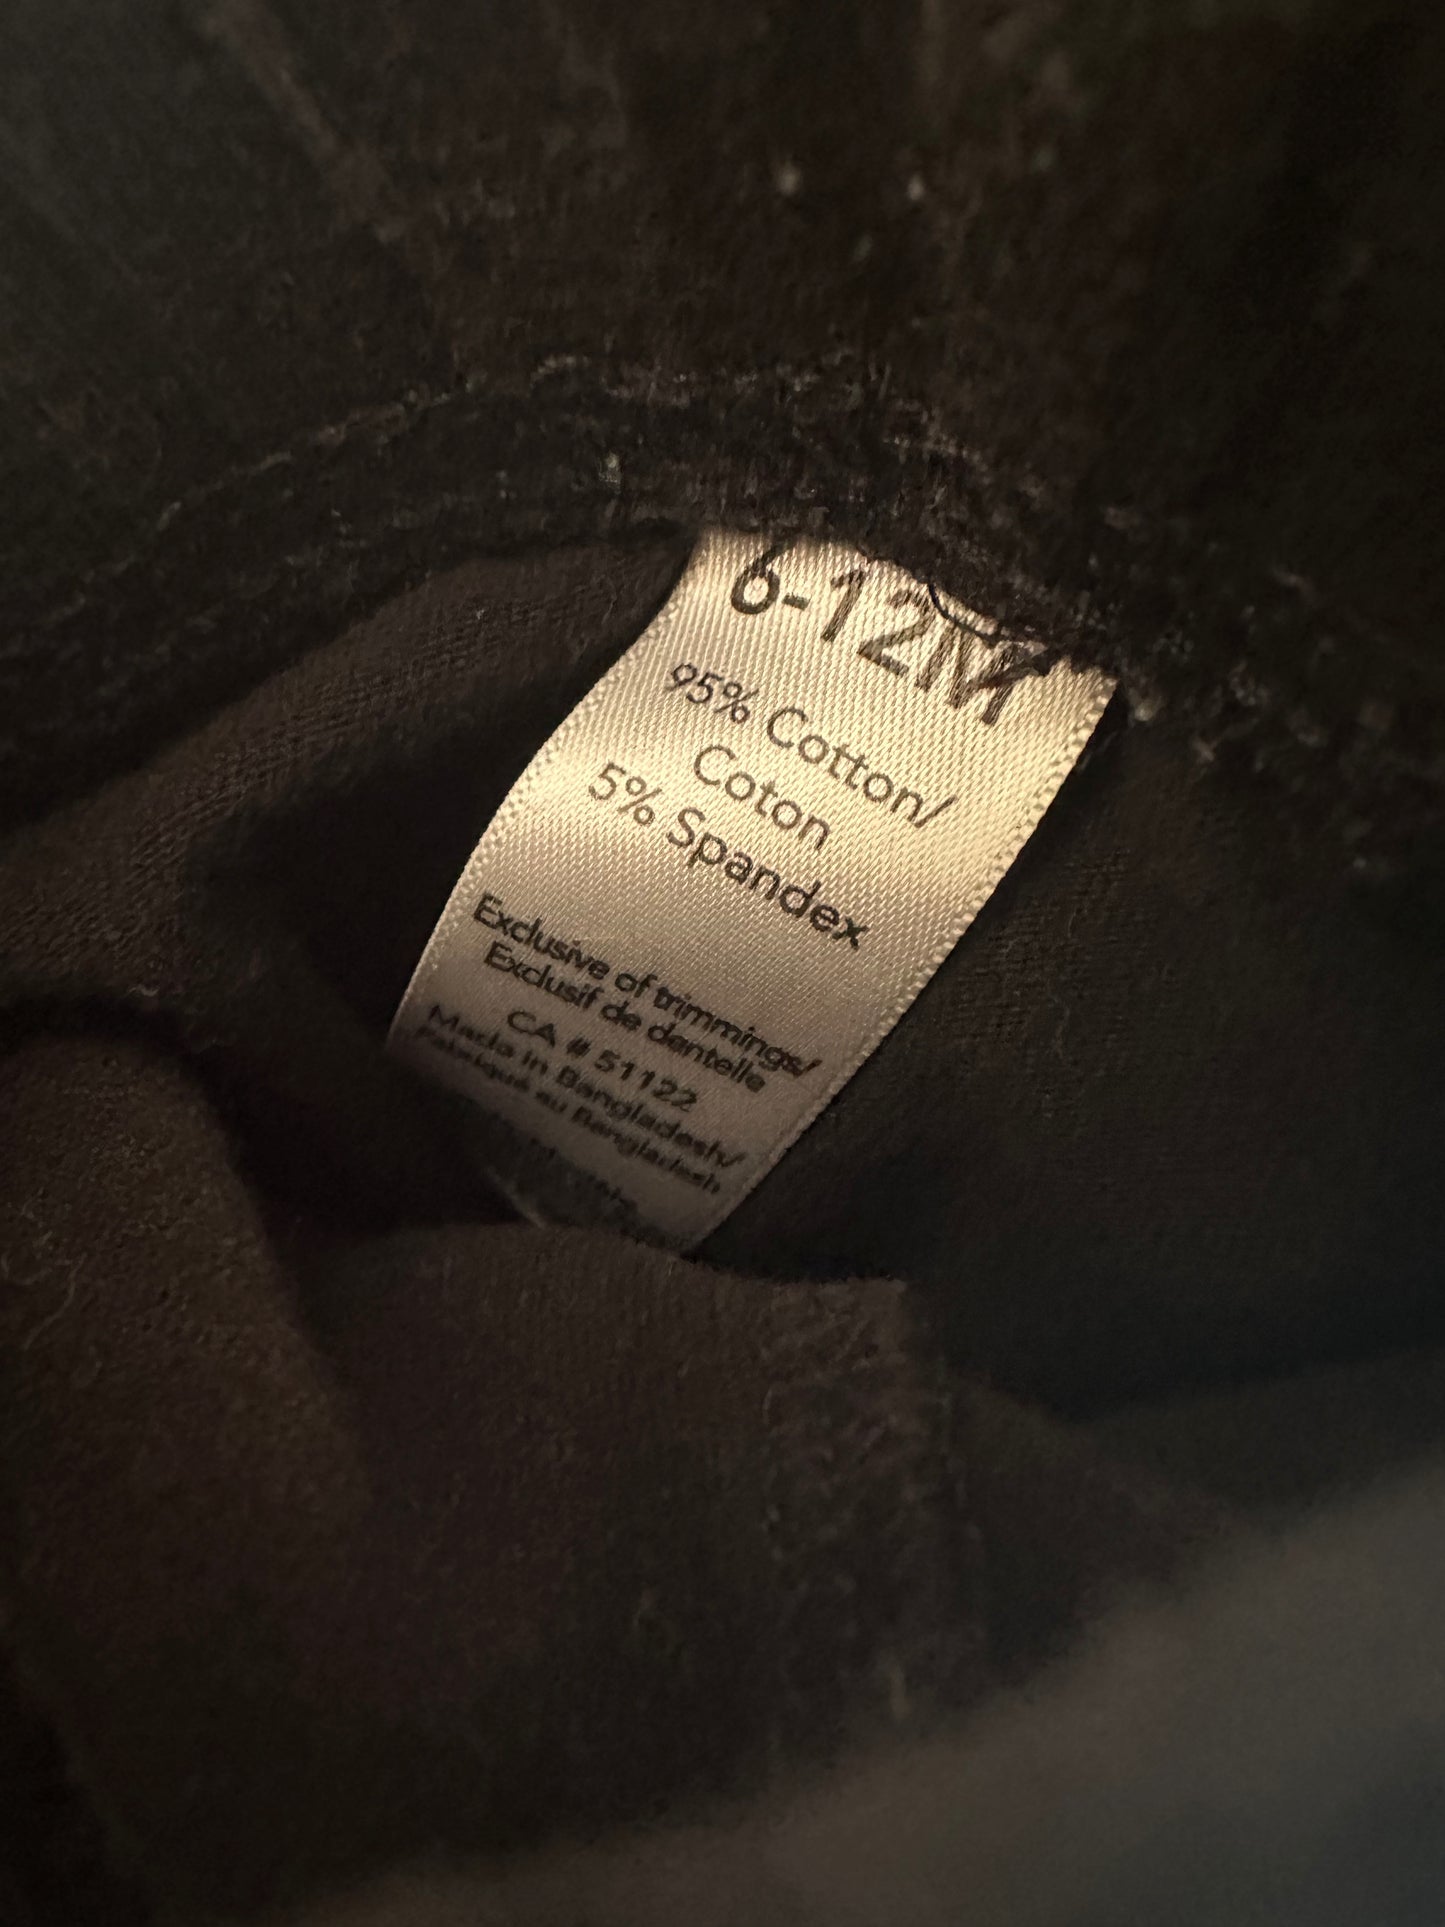 6-12M
95% Cotton/
Coton
5% Spandex
Exclusive of trimmings/
Exclusif de dentelle
CA # 51122
Made in Bangladesh/
Fabriqué au Bangladesh